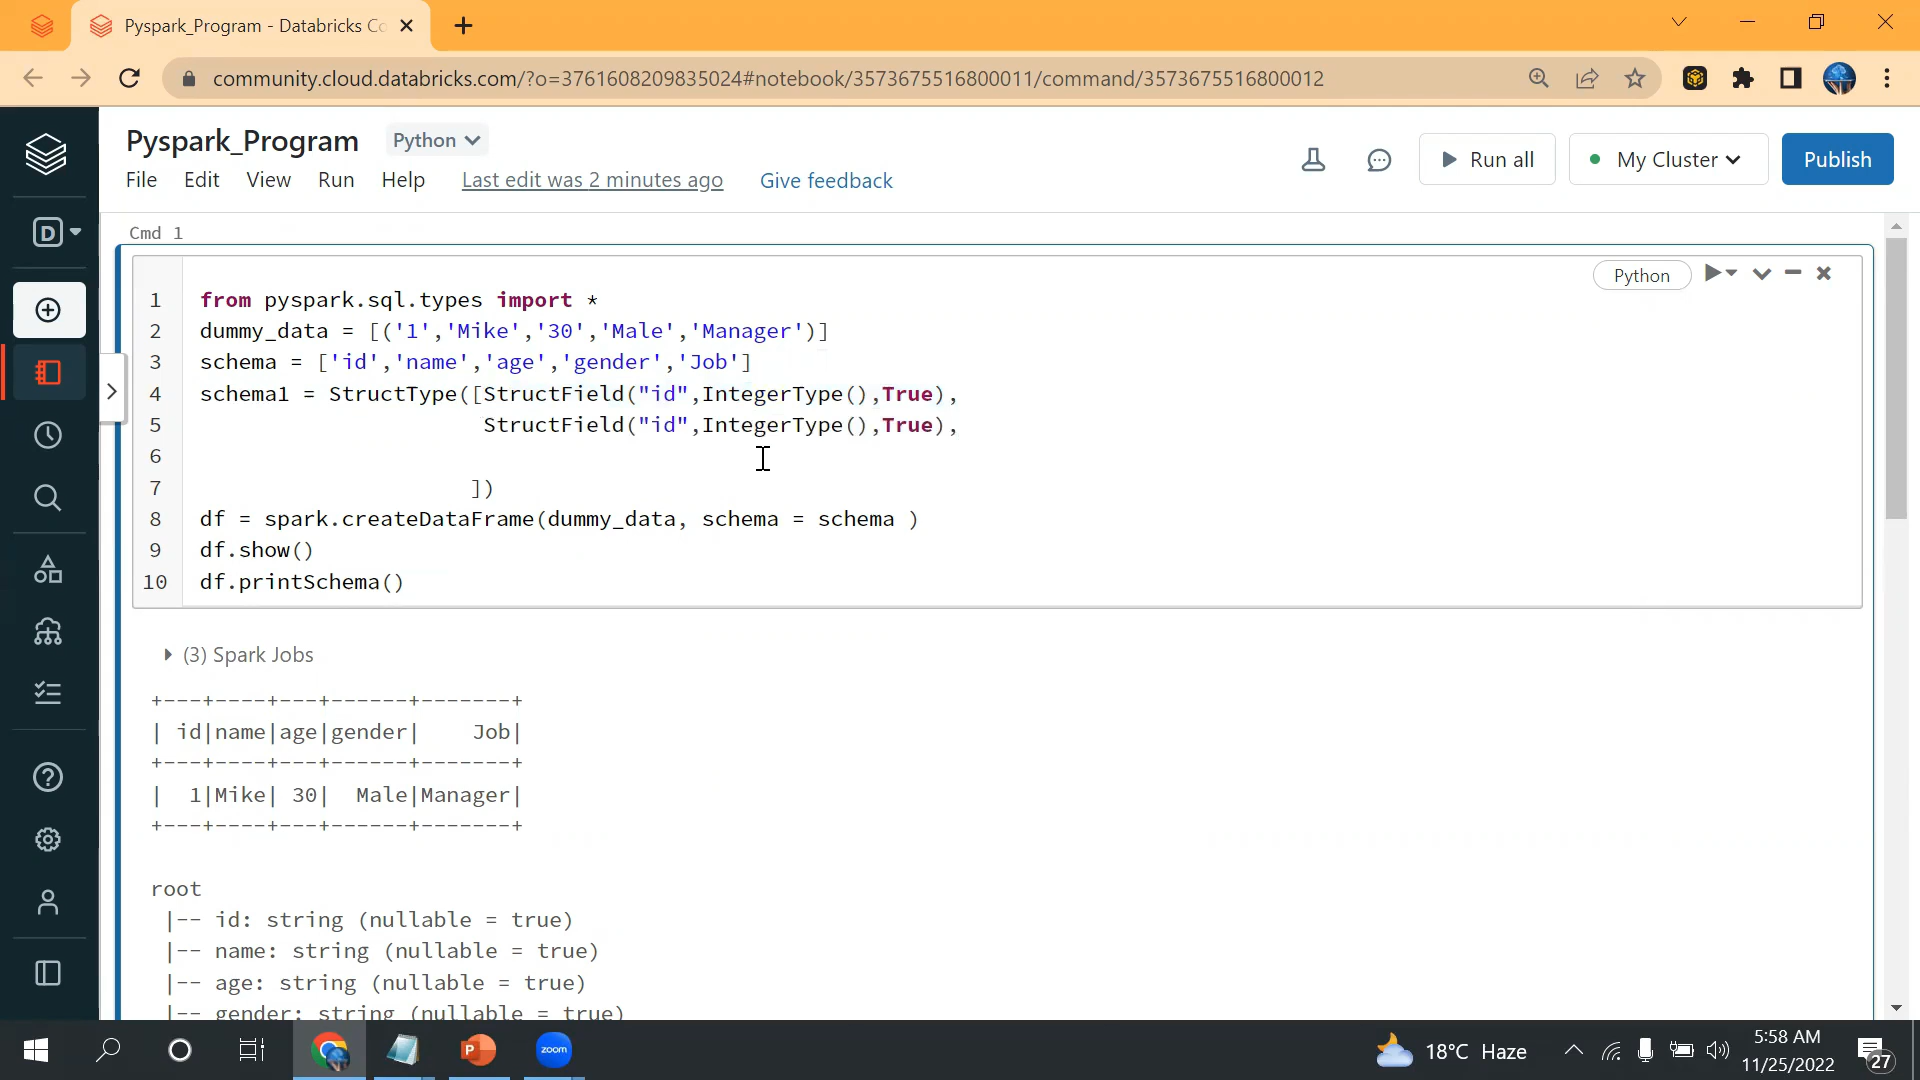 Pyspark_Program - Databricks Co
community.cloud.databricks.com/?o=3761608209835024#notebook/3573675516800011/command/3573675516800012
Pyspark_Program Python
File Edit View Run Help Last edit was 2 minutes ago Give feedback
Run all My Cluster Publish
D
Cmd 1
Python
1 from pyspark.sql.types import *
2 dummy_data = [('1','Mike','30','Male','Manager')]
3 schema = ['id','name','age','gender','Job']
4 schema1 = StructType([StructField("id",IntegerType(),True),
5 StructField("id",IntegerType(),True),
6
7 ])
8 df = spark.createDataFrame(dummy_data, schema = schema )
9 df.show()
10 df.printSchema()
(3) Spark Jobs
+---+----+---+------+-------+
| id|name|age|gender|    Job|
+---+----+---+------+-------+
|  1|Mike| 30|  Male|Manager|
+---+----+---+------+-------+
root
|-- id: string (nullable = true)
|-- name: string (nullable = true)
|-- age: string (nullable = true)
|-- gender: string (nullable = true)
P
zoom
18°C Haze
5:58 AM
11/25/2022
27